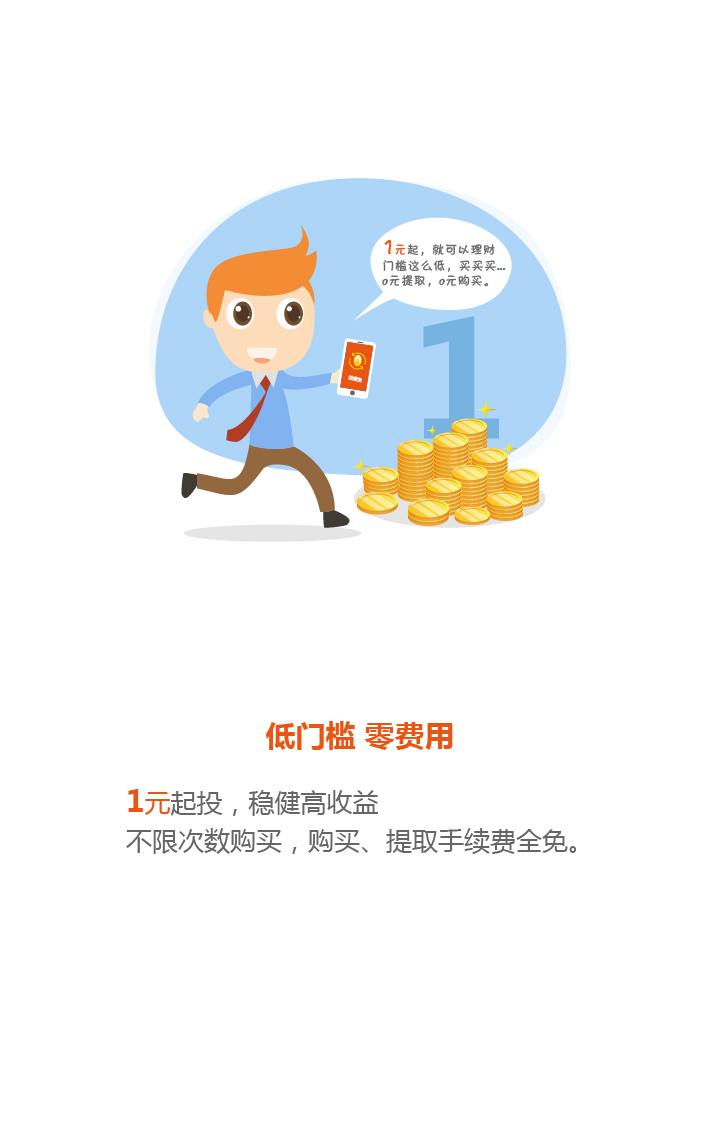 1元起，就可以理财
门槛这么低，买买买...
0元提取，0元购买。
1
低门槛 零费用
1元起投，稳健高收益
不限次数购买，购买、提取手续费全免。